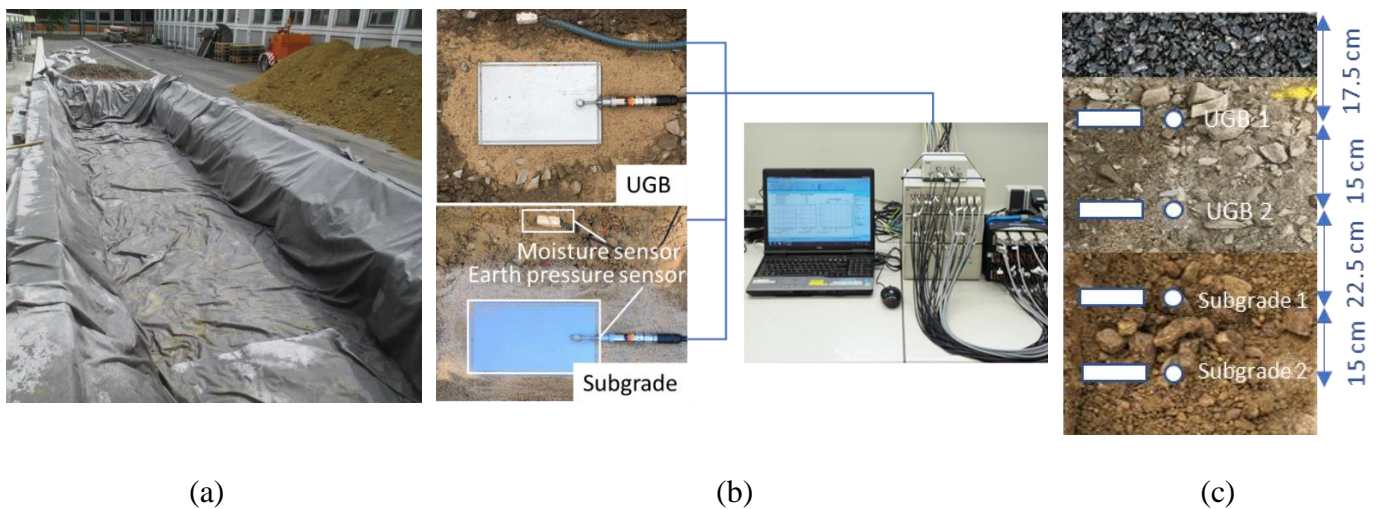 UGB
Moisture sensor
Earth pressure sensor
Subgrade
UGB 1
UGB 2
Subgrade 1
Subgrade 2
17.5 cm
15 cm
22.5 cm
15 cm
(a)
(b)
(c)